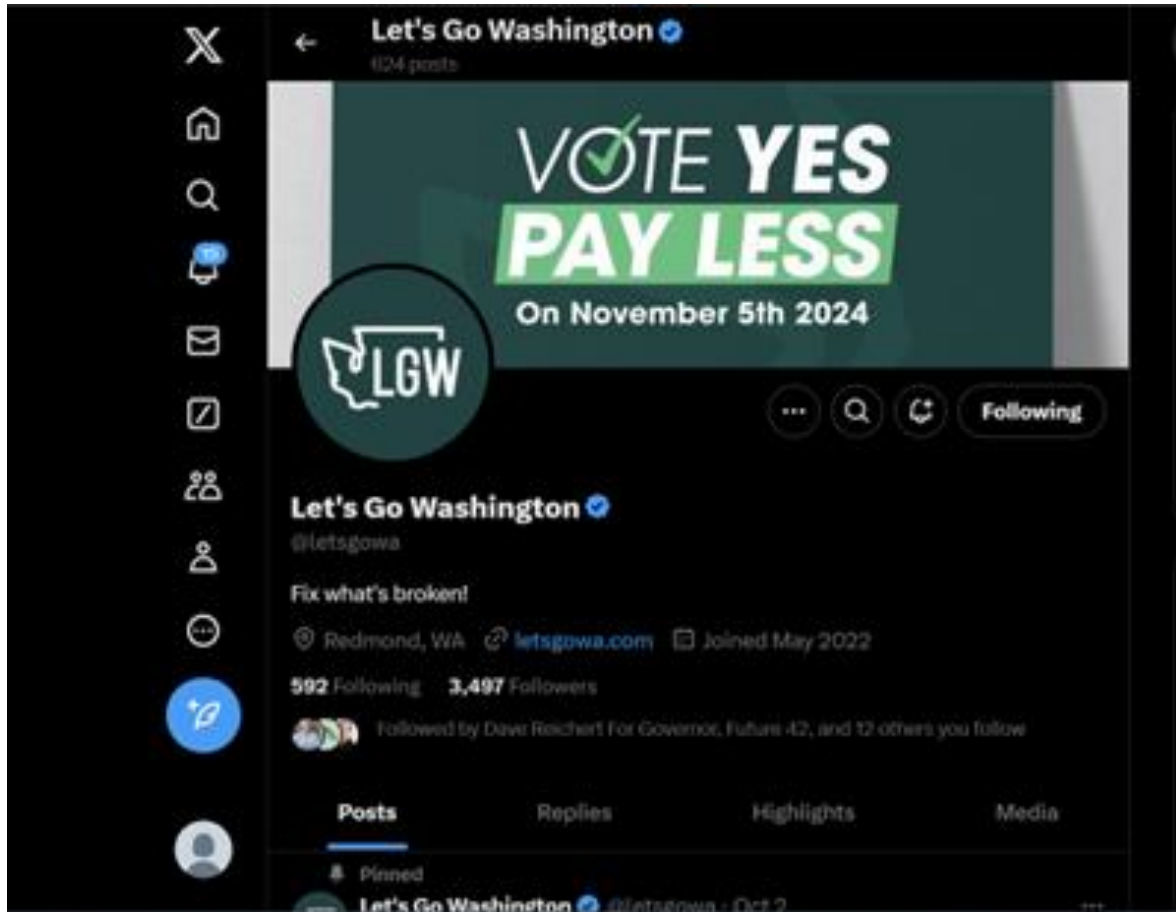 Let's Go Washington
624 posts
VOTE YES
PAY LESS
On November 5th 2024
LGW
Following
Let's Go Washington
@letsgowa
Fix what's broken!
Redmond, WA letsgowa.com Joined May 2022
592 Following 3,497 Followers
Followed by Dave Reichert For Governor, Future 42, and 12 others you follow
Posts Replies Highlights Media
Pinned
Let's Go Washington @letsgowa · Oct 2